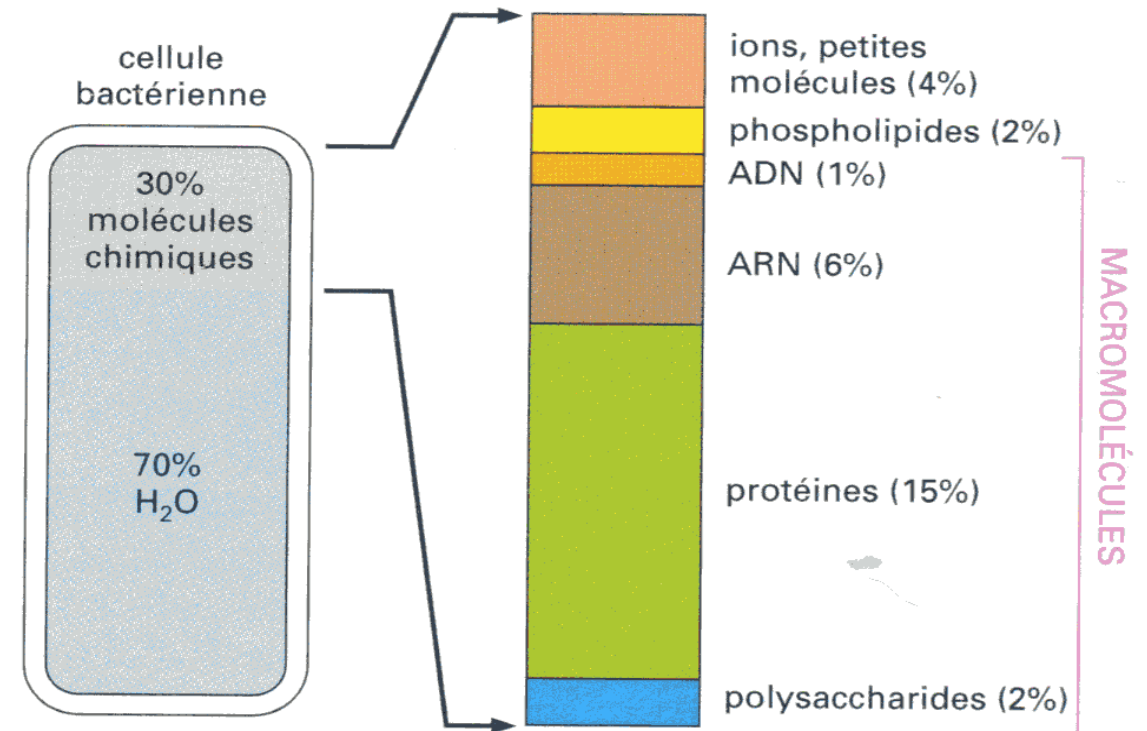 cellule
bactérienne
30%
molécules
chimiques
70%
H₂O
ions, petites
molécules (4%)
phospholipides (2%)
ADN (1%)
ARN (6%)
protéines (15%)
polysaccharides (2%)
MACROMOLÉCULES